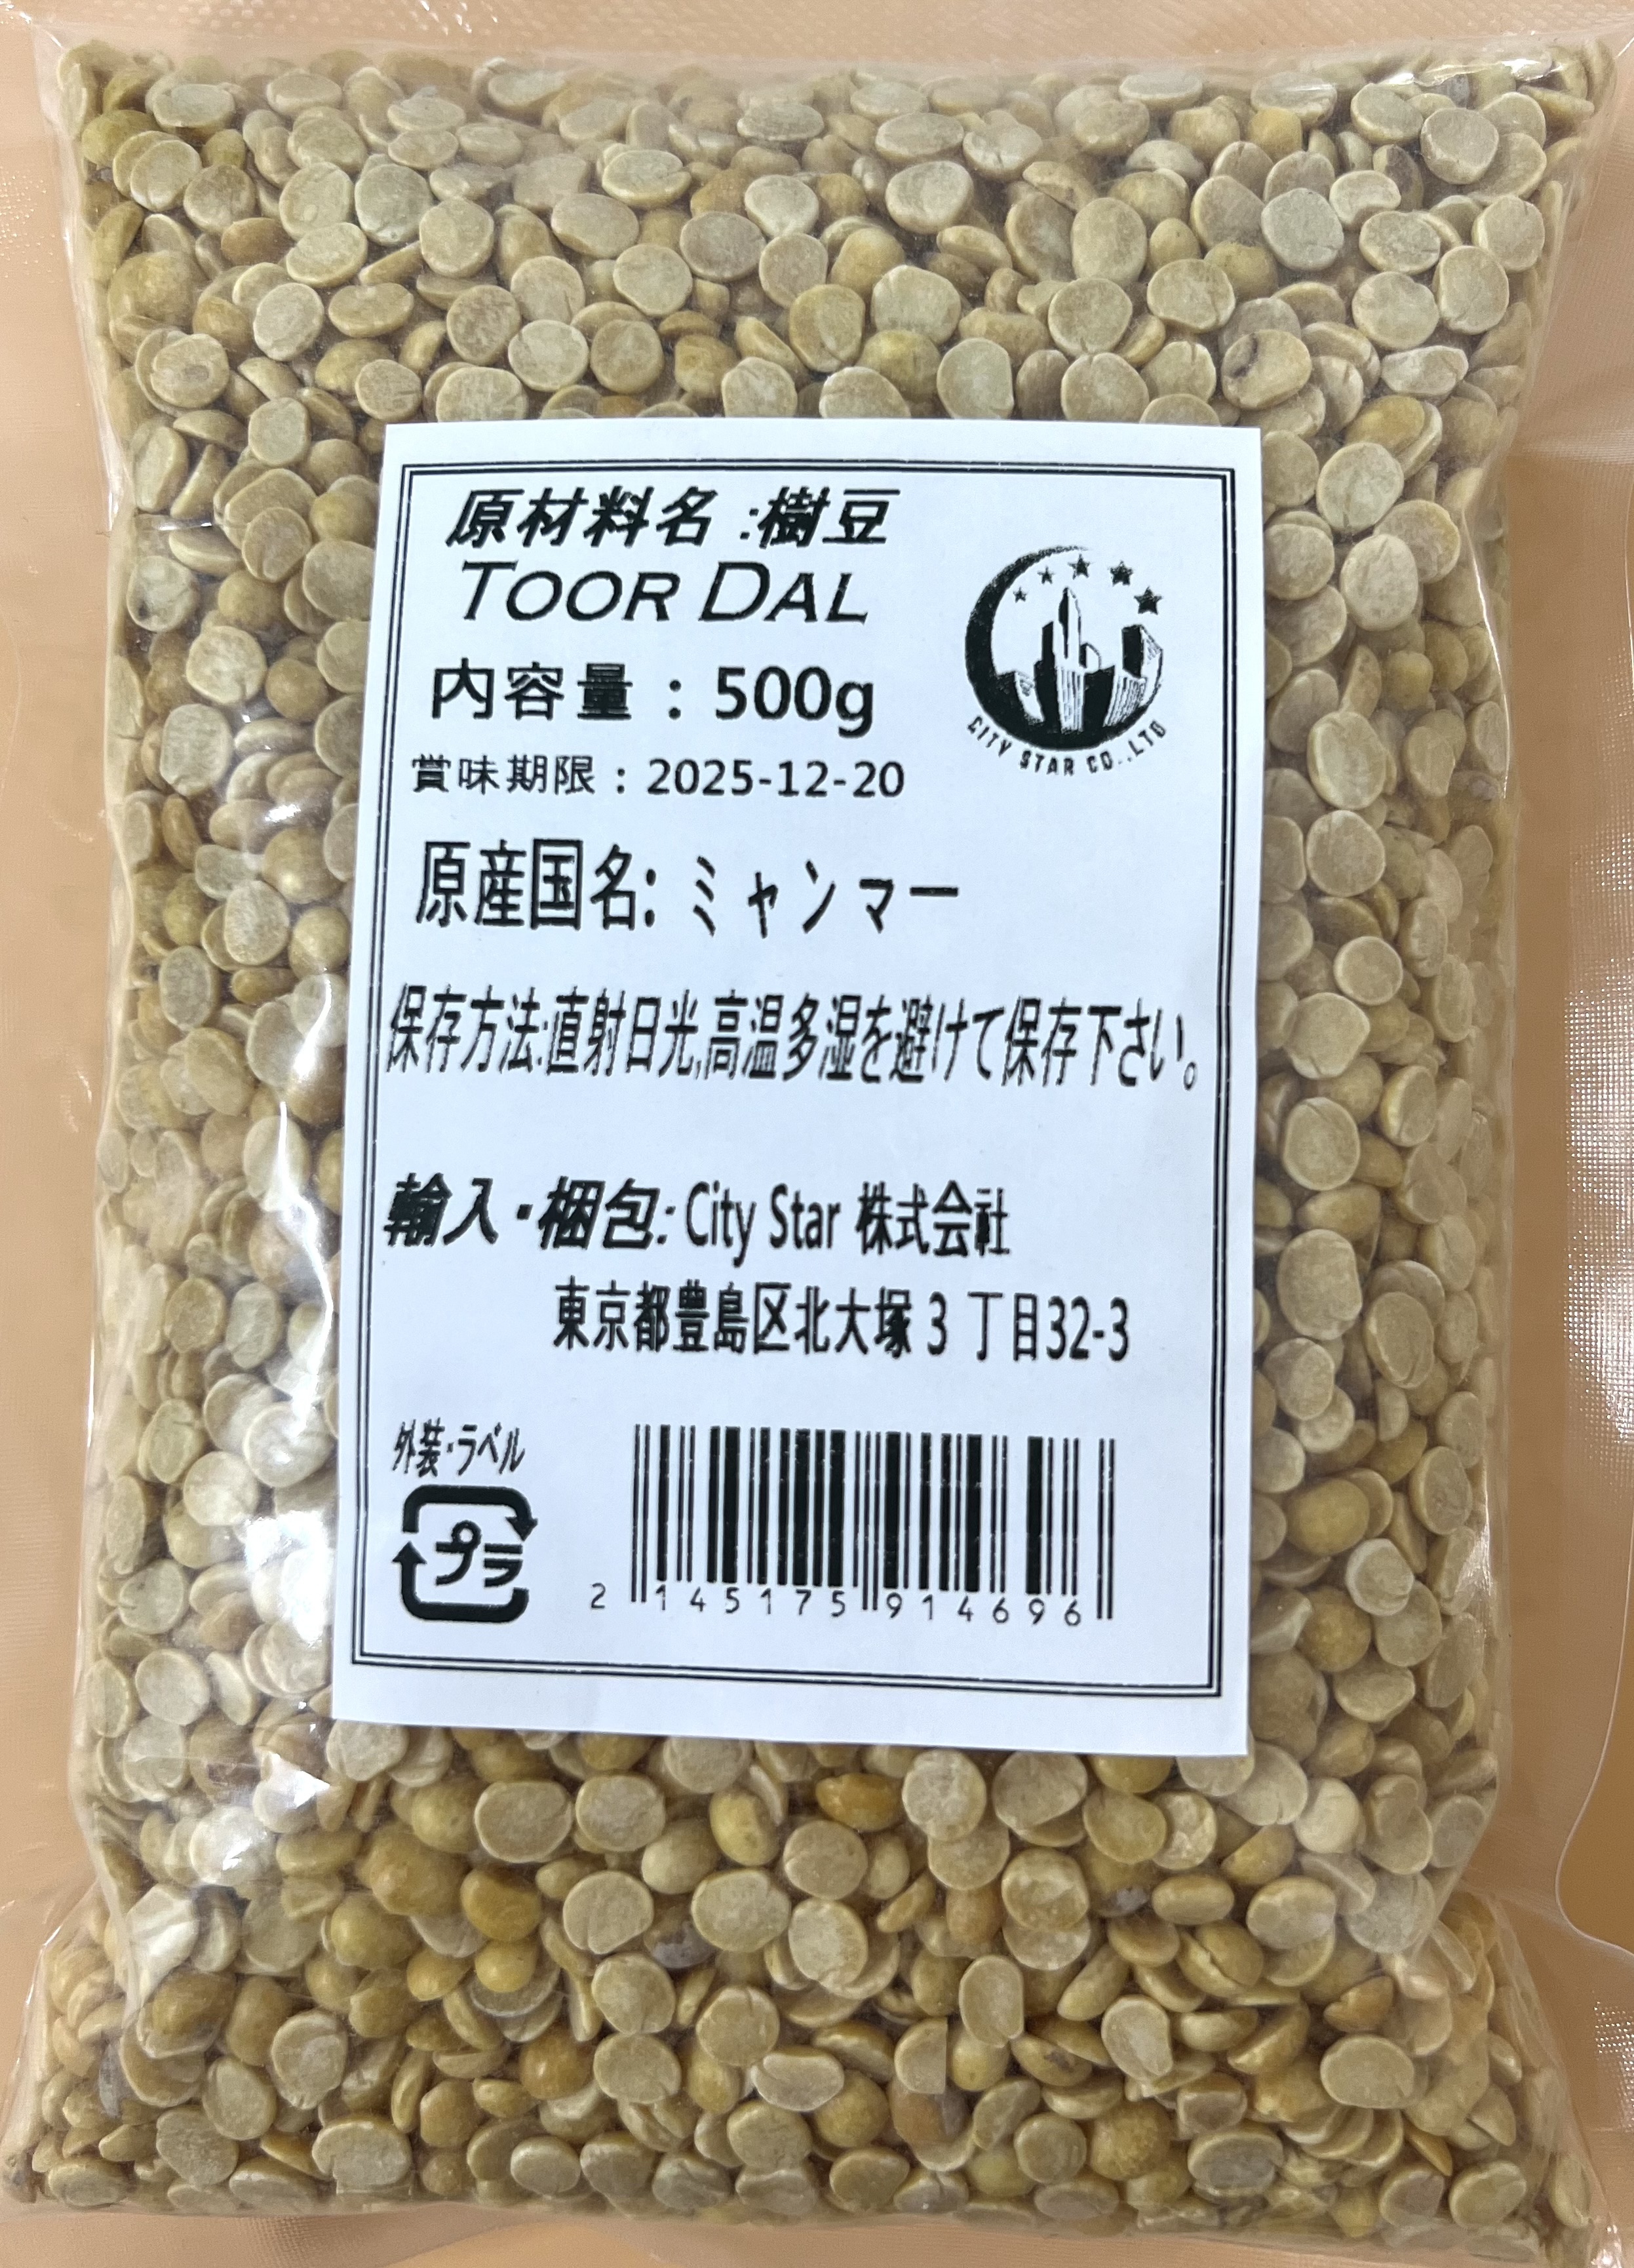 原材料名:樹豆
TOOR DAL
内容量:500g
賞味期限:2025-12-20
CITY STAR CO.,LTD
原産国名: ミャンマー
保存方法:直射日光,高温多湿を避けて保存下さい。
輸入・梱包: City Star 株式会社
東京都豊島区北大塚 3 丁目32-3
外装・ラベル
プラ
2 145175 914696